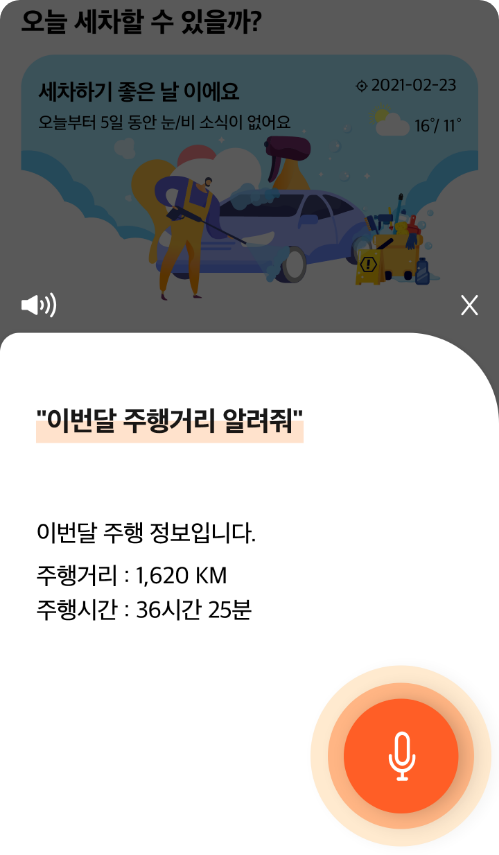 오늘 세차할 수 있을까?
세차하기 좋은 날 이에요
2021-02-23
오늘부터 5일 동안 눈/비 소식이 없어요
16˚/ 11˚
"이번달 주행거리 알려줘"
이번달 주행 정보입니다.
주행거리 : 1,620 KM
주행시간 : 36시간 25분